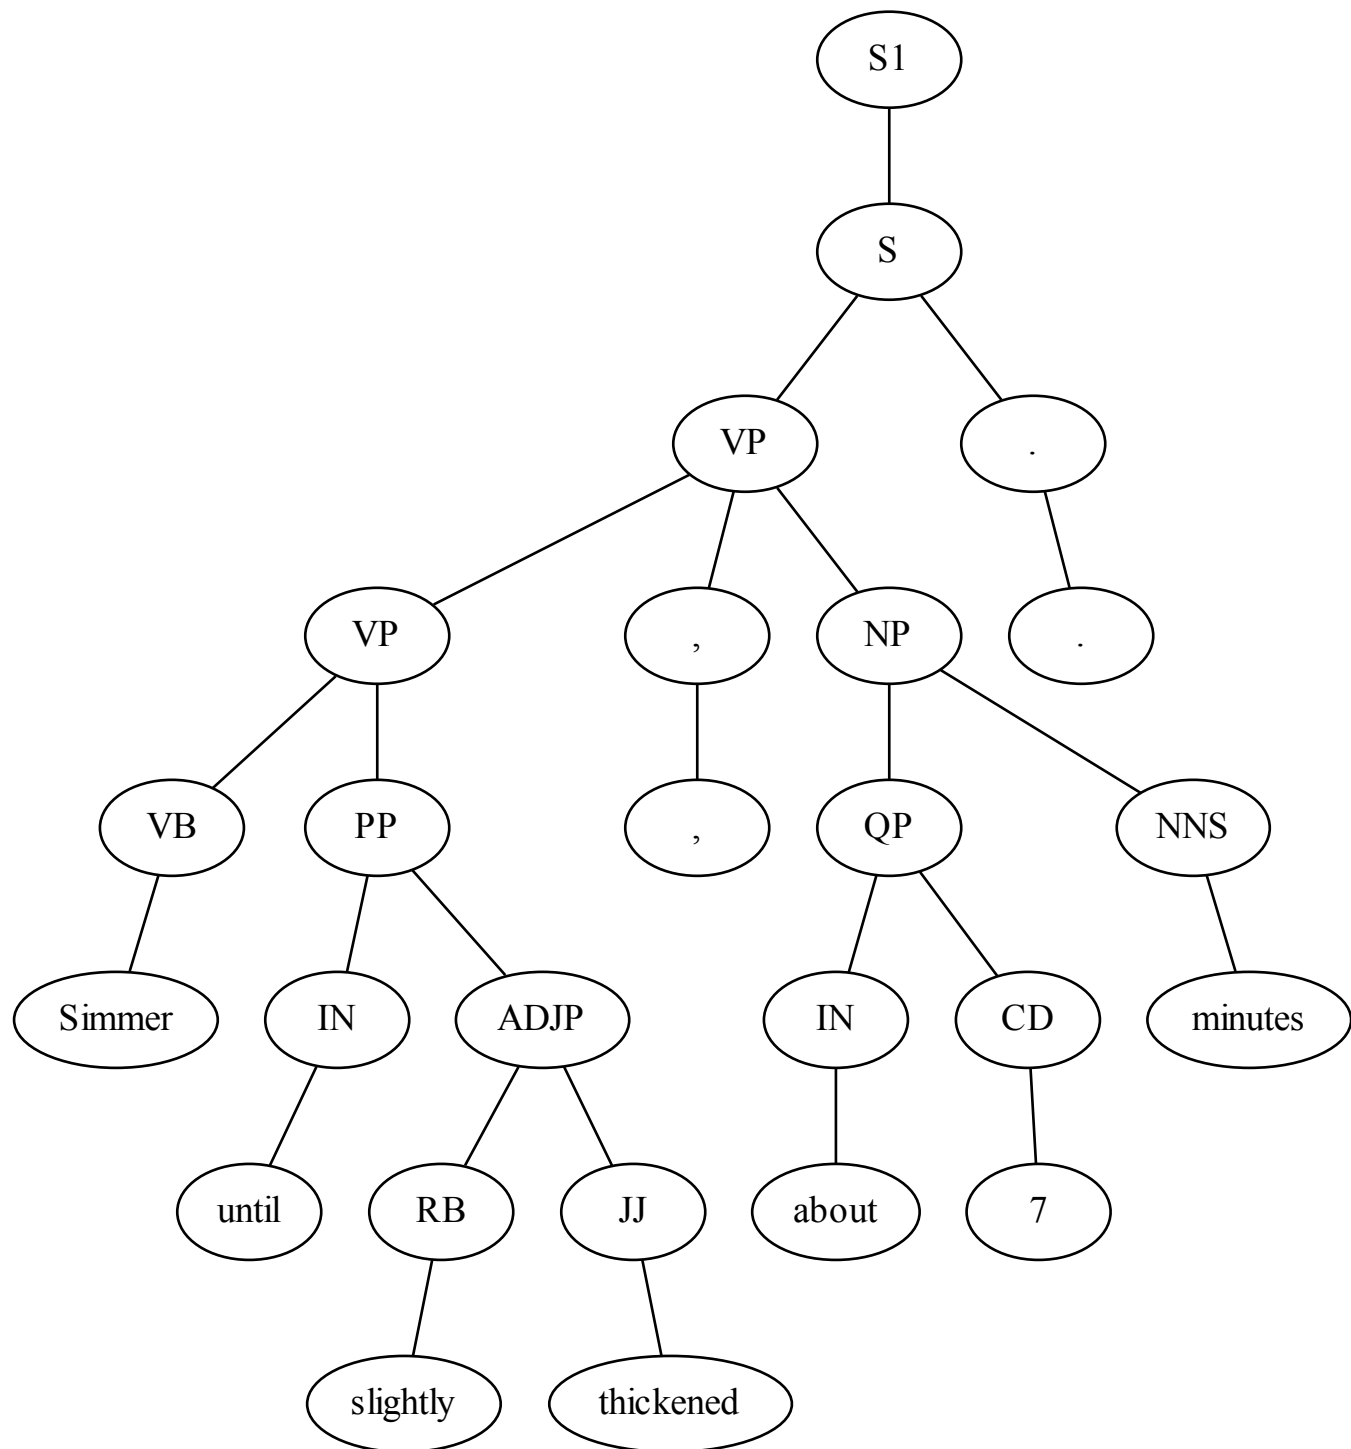 S1
S
VP .
VP , NP .
VB PP , QP NNS
Simmer IN ADJP IN CD minutes
until RB JJ about 7
slightly thickened